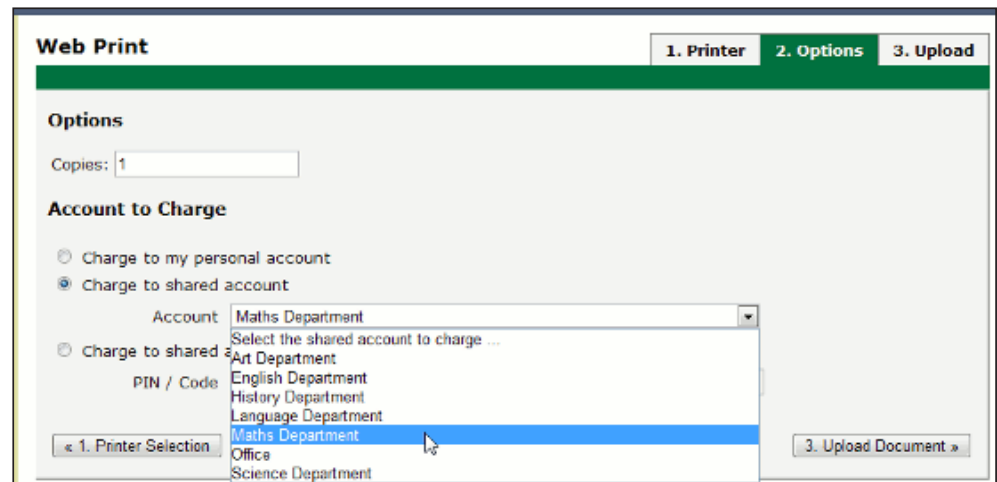 Web Print
1. Printer 2. Options 3. Upload
Options
Copies: 1
Account to Charge
Charge to my personal account
Charge to shared account
Account Maths Department
Select the shared account to charge ...
Charge to shared a
Art Department
PIN / Code
English Department
History Department
Language Department
Maths Department
Office
Science Department
« 1. Printer Selection
3. Upload Document »